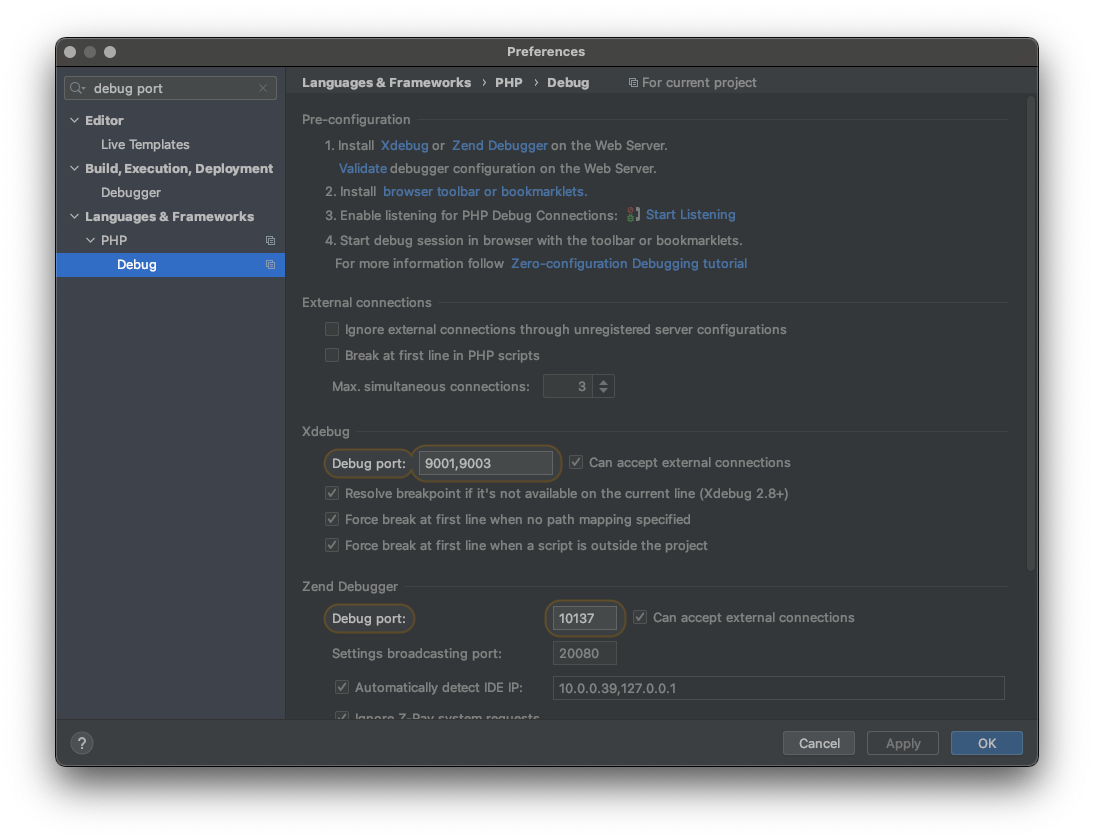 Preferences
debug port
Editor
Live Templates
Build, Execution, Deployment
Debugger
Languages & Frameworks
PHP
Debug
Languages & Frameworks › PHP › Debug For current project
Pre-configuration
1. Install Xdebug or Zend Debugger on the Web Server.
Validate debugger configuration on the Web Server.
2. Install browser toolbar or bookmarklets.
3. Enable listening for PHP Debug Connections: Start Listening
4. Start debug session in browser with the toolbar or bookmarklets.
For more information follow Zero-configuration Debugging tutorial
External connections
Ignore external connections through unregistered server configurations
Break at first line in PHP scripts
Max. simultaneous connections: 3
Xdebug
Debug port: 9001,9003 Can accept external connections
Resolve breakpoint if it's not available on the current line (Xdebug 2.8+)
Force break at first line when no path mapping specified
Force break at first line when a script is outside the project
Zend Debugger
Debug port: 10137 Can accept external connections
Settings broadcasting port: 20080
Automatically detect IDE IP: 10.0.0.39,127.0.0.1
Ignore Z-Ray system requests
? Cancel Apply OK